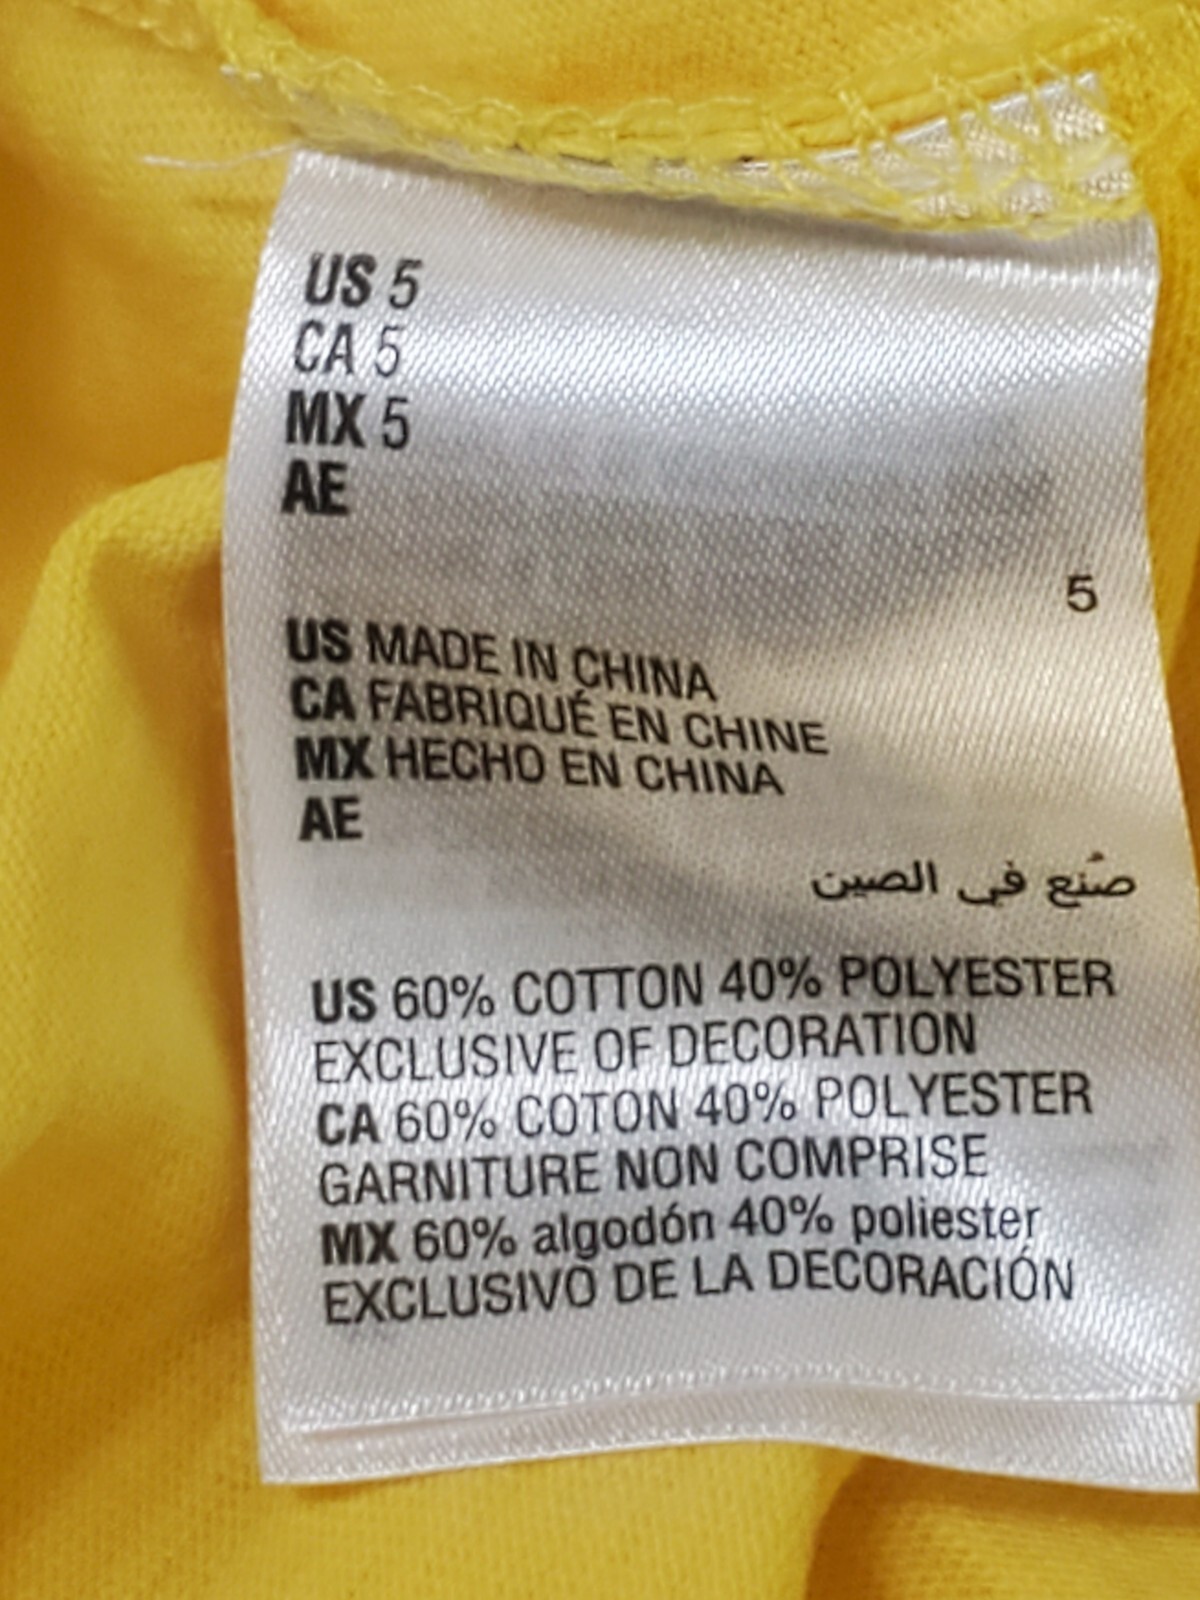 US 5
CA 5
MX 5
AE
5
US MADE IN CHINA
CA FABRIQUÉ EN CHINE
MX HECHO EN CHINA
AE
صُنع في الصين
US 60% COTTON 40% POLYESTER
EXCLUSIVE OF DECORATION
CA 60% COTON 40% POLYESTER
GARNITURE NON COMPRISE
MX 60% algodón 40% poliester
EXCLUSIVO DE LA DECORACIÓN